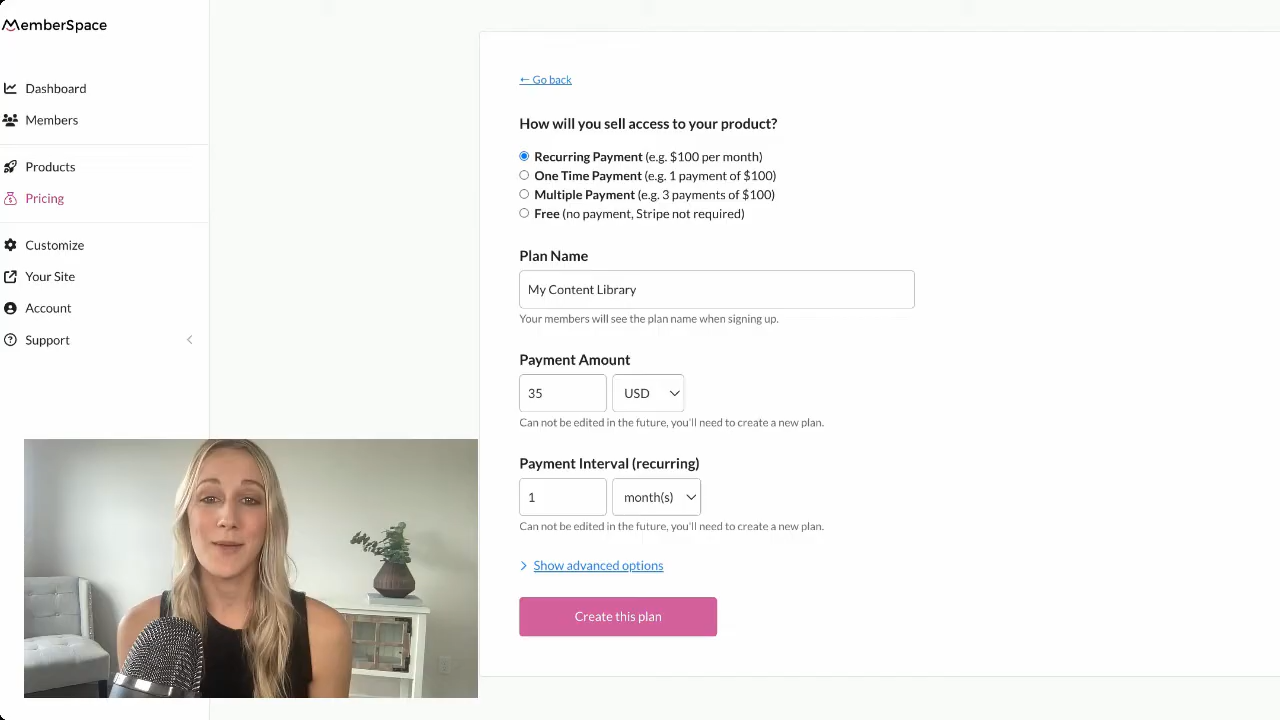 MemberSpace
Dashboard
Members
Products
Pricing
Customize
Your Site
Account
Support
← Go back
How will you sell access to your product?
Recurring Payment (e.g. $100 per month)
One Time Payment (e.g. 1 payment of $100)
Multiple Payment (e.g. 3 payments of $100)
Free (no payment, Stripe not required)
Plan Name
My Content Library
Your members will see the plan name when signing up.
Payment Amount
35 USD
Can not be edited in the future, you'll need to create a new plan.
Payment Interval (recurring)
1 month(s)
Can not be edited in the future, you'll need to create a new plan.
Show advanced options
Create this plan